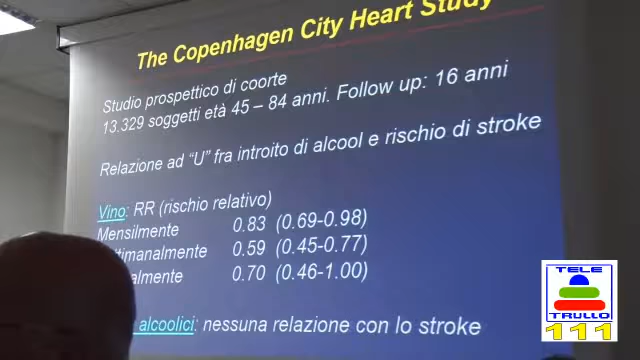 The Copenhagen City Heart Study
Studio prospettico di coorte
13.329 soggetti età 45 – 84 anni. Follow up: 16 anni
Relazione ad "U" fra introito di alcool e rischio di stroke
Vino: RR (rischio relativo)
Mensilmente 0.83 (0.69-0.98)
0.59 (0.45-0.77)
0.70 (0.46-1.00)
alcoolici: nessuna relazione con lo stroke
TELE
TRULLO
111